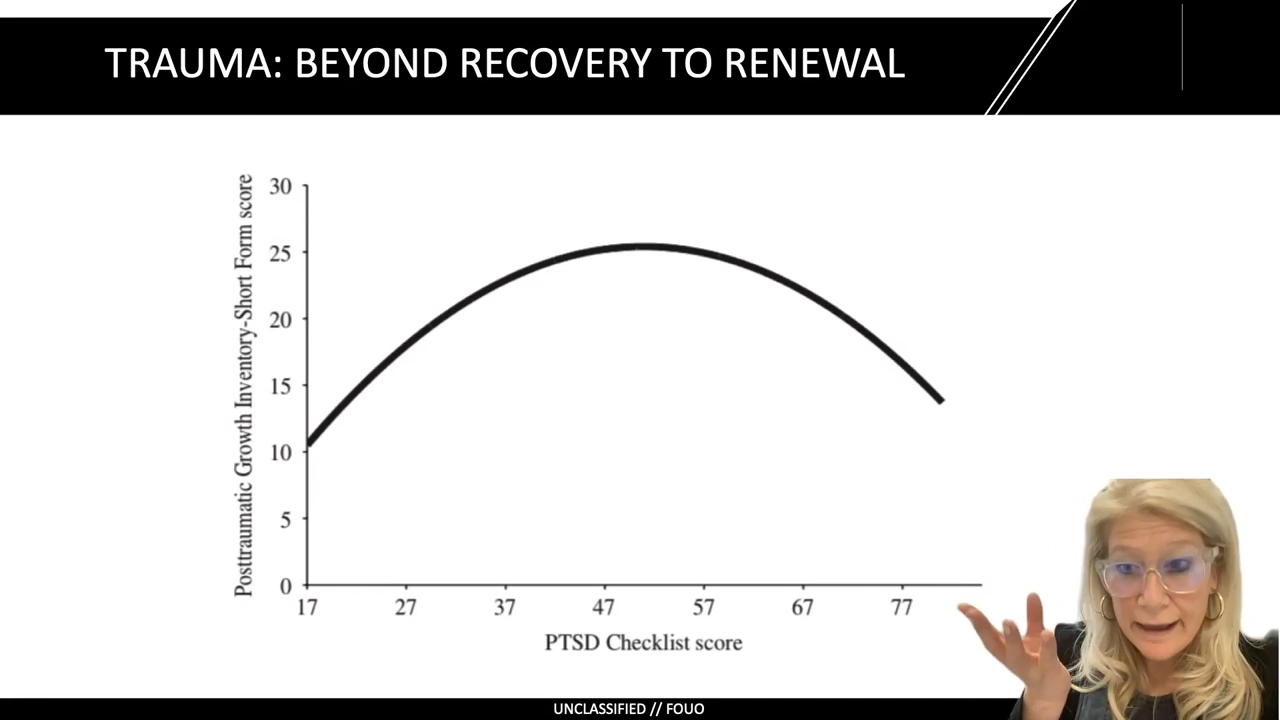 TRAUMA: BEYOND RECOVERY TO RENEWAL
Posttraumatic Growth Inventory-Short Form score
30
25
20
15
10
5
0
17 27 37 47 57 67 77
PTSD Checklist score
UNCLASSIFIED // FOUO